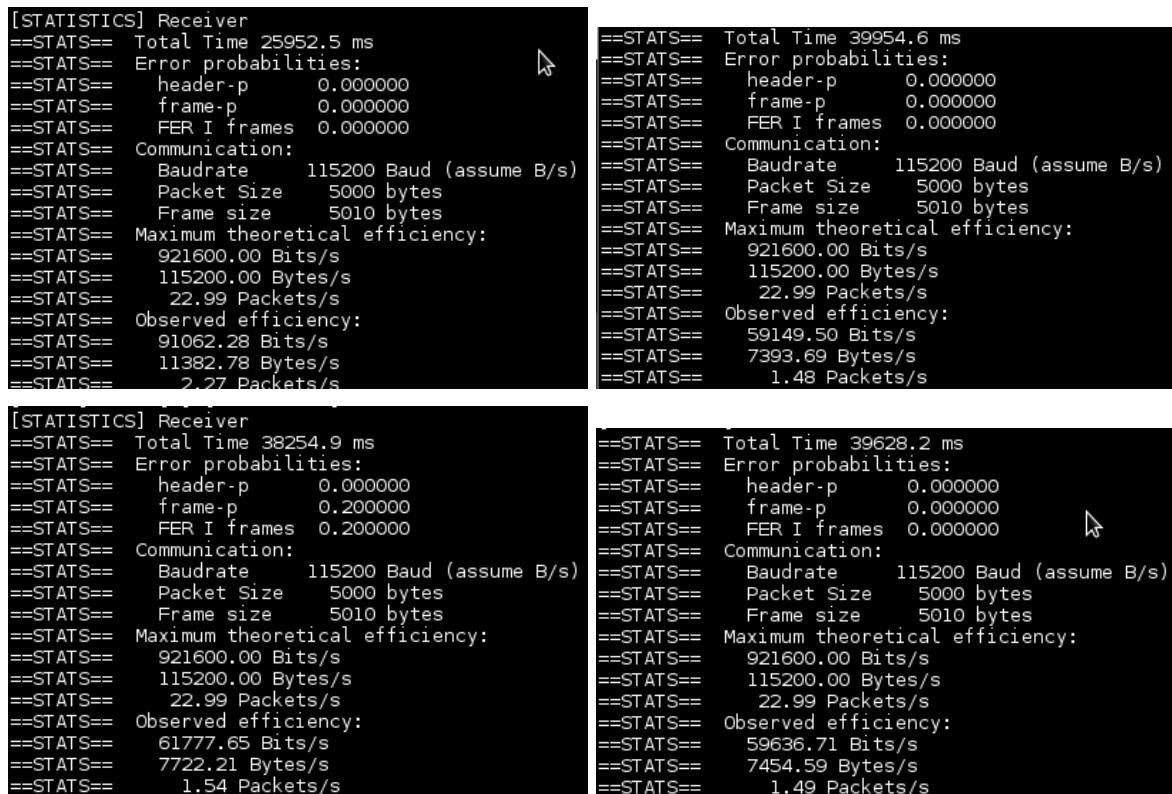 [STATISTICS] Receiver
==STATS== Total Time 25952.5 ms
==STATS== Error probabilities:
==STATS== header-p 0.000000
==STATS== frame-p 0.000000
==STATS== FER I frames 0.000000
==STATS== Communication:
==STATS== Baudrate 115200 Baud (assume B/s)
==STATS== Packet Size 5000 bytes
==STATS== Frame size 5010 bytes
==STATS== Maximum theoretical efficiency:
==STATS== 921600.00 Bits/s
==STATS== 115200.00 Bytes/s
==STATS== 22.99 Packets/s
==STATS== Observed efficiency:
==STATS== 91062.28 Bits/s
==STATS== 11382.78 Bytes/s
==STATS== 2.27 Packets/s
==STATS== Total Time 39954.6 ms
==STATS== Error probabilities:
==STATS== header-p 0.000000
==STATS== frame-p 0.000000
==STATS== FER I frames 0.000000
==STATS== Communication:
==STATS== Baudrate 115200 Baud (assume B/s)
==STATS== Packet Size 5000 bytes
==STATS== Frame size 5010 bytes
==STATS== Maximum theoretical efficiency:
==STATS== 921600.00 Bits/s
==STATS== 115200.00 Bytes/s
==STATS== 22.99 Packets/s
==STATS== Observed efficiency:
==STATS== 59149.50 Bits/s
==STATS== 7393.69 Bytes/s
==STATS== 1.48 Packets/s
[STATISTICS] Receiver
==STATS== Total Time 38254.9 ms
==STATS== Error probabilities:
==STATS== header-p 0.000000
==STATS== frame-p 0.200000
==STATS== FER I frames 0.200000
==STATS== Communication:
==STATS== Baudrate 115200 Baud (assume B/s)
==STATS== Packet Size 5000 bytes
==STATS== Frame size 5010 bytes
==STATS== Maximum theoretical efficiency:
==STATS== 921600.00 Bits/s
==STATS== 115200.00 Bytes/s
==STATS== 22.99 Packets/s
==STATS== Observed efficiency:
==STATS== 61777.65 Bits/s
==STATS== 7722.21 Bytes/s
==STATS== 1.54 Packets/s
==STATS== Total Time 39628.2 ms
==STATS== Error probabilities:
==STATS== header-p 0.000000
==STATS== frame-p 0.000000
==STATS== FER I frames 0.000000
==STATS== Communication:
==STATS== Baudrate 115200 Baud (assume B/s)
==STATS== Packet Size 5000 bytes
==STATS== Frame size 5010 bytes
==STATS== Maximum theoretical efficiency:
==STATS== 921600.00 Bits/s
==STATS== 115200.00 Bytes/s
==STATS== 22.99 Packets/s
==STATS== Observed efficiency:
==STATS== 59636.71 Bits/s
==STATS== 7454.59 Bytes/s
==STATS== 1.49 Packets/s